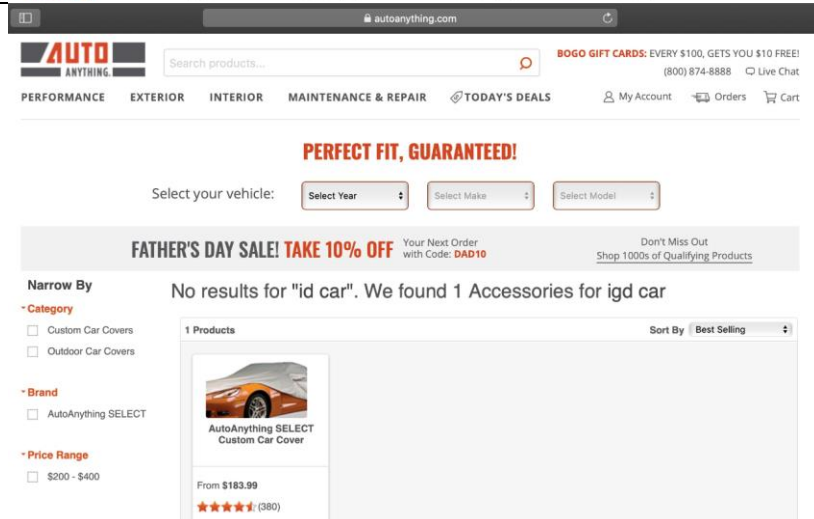 autoanything.com
AUTO
ANYTHING.
Search products...
BOGO GIFT CARDS: EVERY $100, GETS YOU $10 FREE!
(800) 874-8888 Live Chat
PERFORMANCE EXTERIOR INTERIOR MAINTENANCE & REPAIR TODAY'S DEALS My Account Orders Cart
PERFECT FIT, GUARANTEED!
Select your vehicle: Select Year Select Make Select Model
FATHER'S DAY SALE! TAKE 10% OFF
Your Next Order
with Code: DAD10
Don't Miss Out
Shop 1000s of Qualifying Products
Narrow By
Category
Custom Car Covers
Outdoor Car Covers
Brand
AutoAnything SELECT
Price Range
$200 - $400
No results for "id car". We found 1 Accessories for igd car
1 Products
Sort By Best Selling
AutoAnything SELECT
Custom Car Cover
From $183.99
(380)